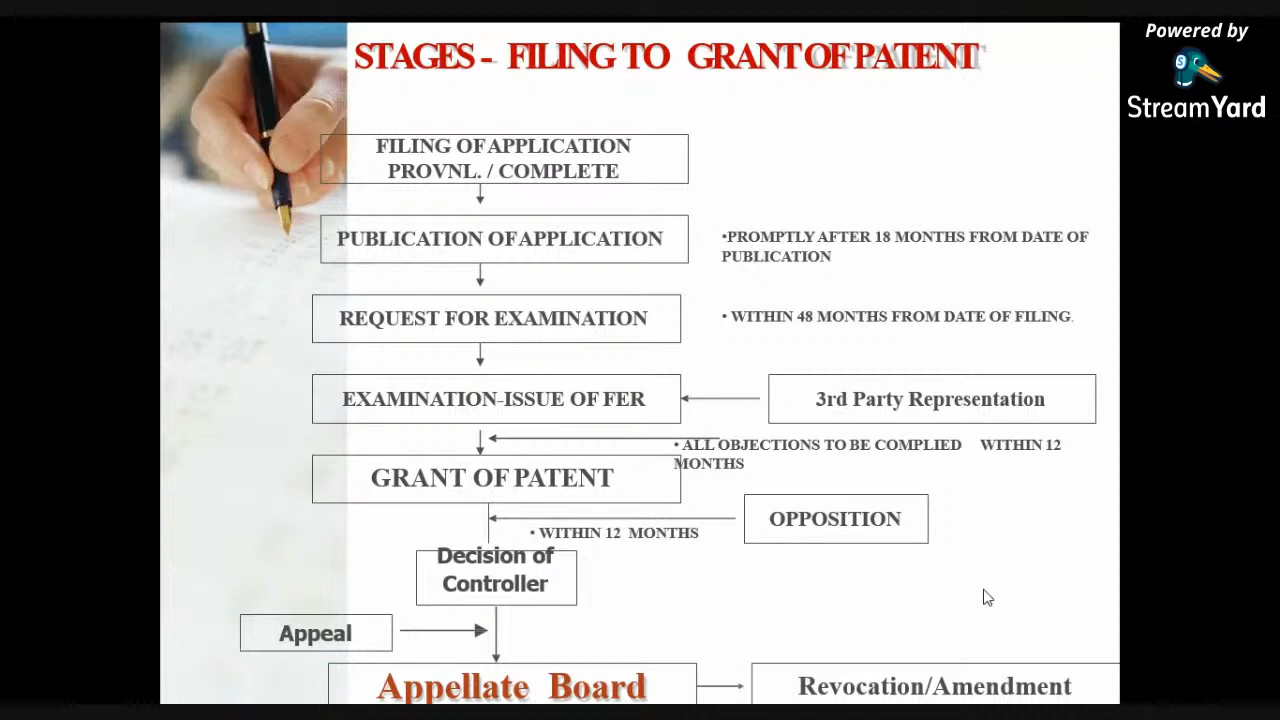 Powered by
StreamYard
STAGES - FILING TO GRANT OF PATENT
FILING OF APPLICATION
PROVNL. / COMPLETE
PUBLICATION OF APPLICATION
•PROMPTLY AFTER 18 MONTHS FROM DATE OF
PUBLICATION
REQUEST FOR EXAMINATION
• WITHIN 48 MONTHS FROM DATE OF FILING.
EXAMINATION-ISSUE OF FER
3rd Party Representation
• ALL OBJECTIONS TO BE COMPLIED WITHIN 12
MONTHS
GRANT OF PATENT
OPPOSITION
• WITHIN 12 MONTHS
Decision of
Controller
Appeal
Appellate Board
Revocation/Amendment